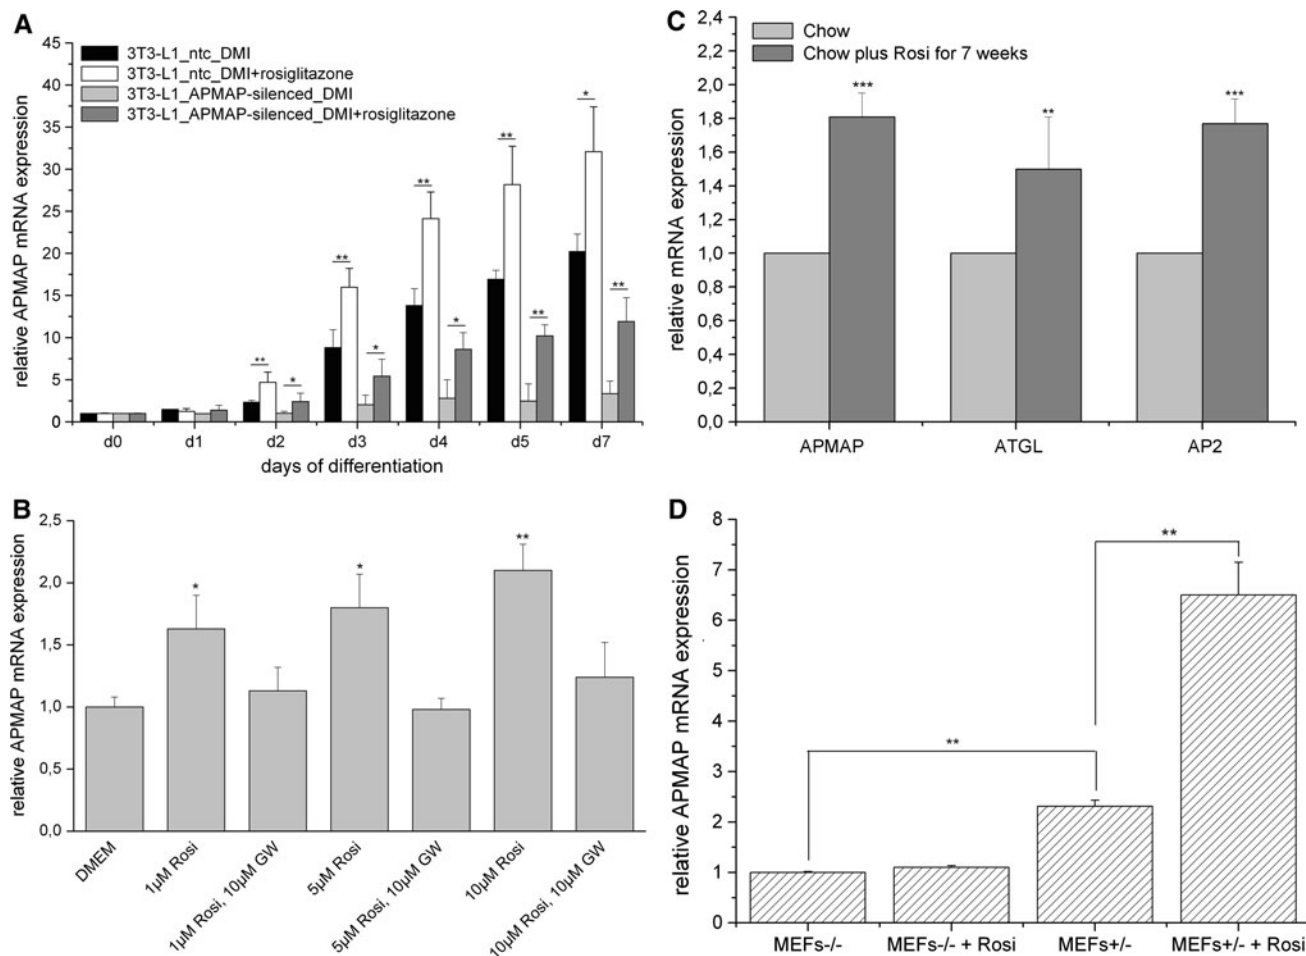 A
45
40
35
30
25
20
15
10
5
0
relative APMAP mRNA expression
3T3-L1_ntc_DMI
3T3-L1_ntc_DMI+rosiglitazone
3T3-L1_APMAP-silenced_DMI
3T3-L1_APMAP-silenced_DMI+rosiglitazone
** * ** * ** * ** ** * **
d0 d1 d2 d3 d4 d5 d7
days of differentiation
C
2,4
2,2
2,0
1,8
1,6
1,4
1,2
1,0
0,8
0,6
0,4
0,2
0,0
relative mRNA expression
Chow
Chow plus Rosi for 7 weeks
*** ** ***
APMAP ATGL AP2
B
2,5
2,0
1,5
1,0
0,5
0,0
relative APMAP mRNA expression
* * **
DMEM
1µM Rosi
1µM Rosi, 10µM GW
5µM Rosi
5µM Rosi, 10µM GW
10µM Rosi
10µM Rosi, 10µM GW
D
8
7
6
5
4
3
2
1
0
relative APMAP mRNA expression
**
**
MEFs-/- MEFs-/- + Rosi MEFs+/- MEFs+/- + Rosi